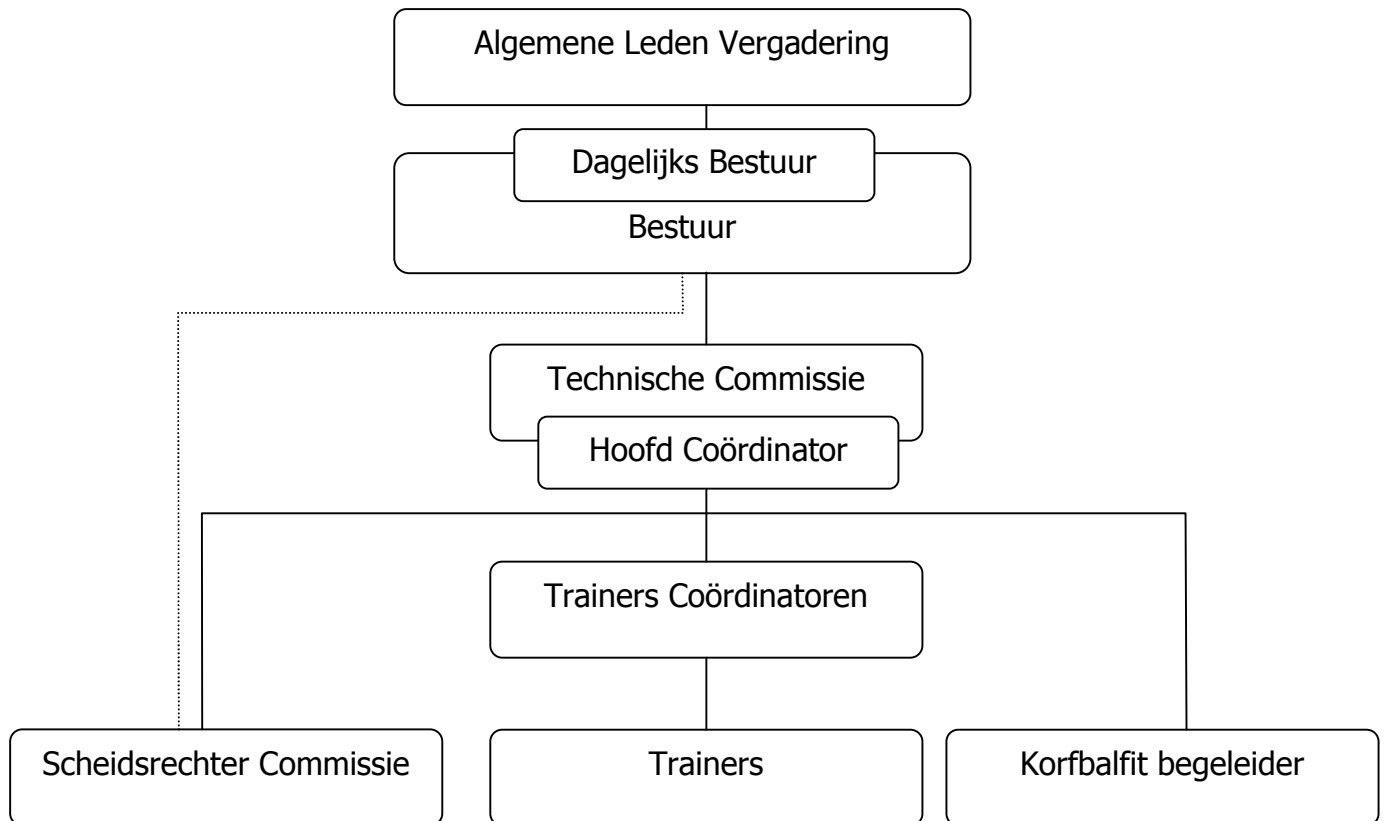 Algemene Leden Vergadering
Dagelijks Bestuur
Bestuur
Technische Commissie
Hoofd Coördinator
Trainers Coördinatoren
Scheidsrechter Commissie
Trainers
Korfbalfit begeleider